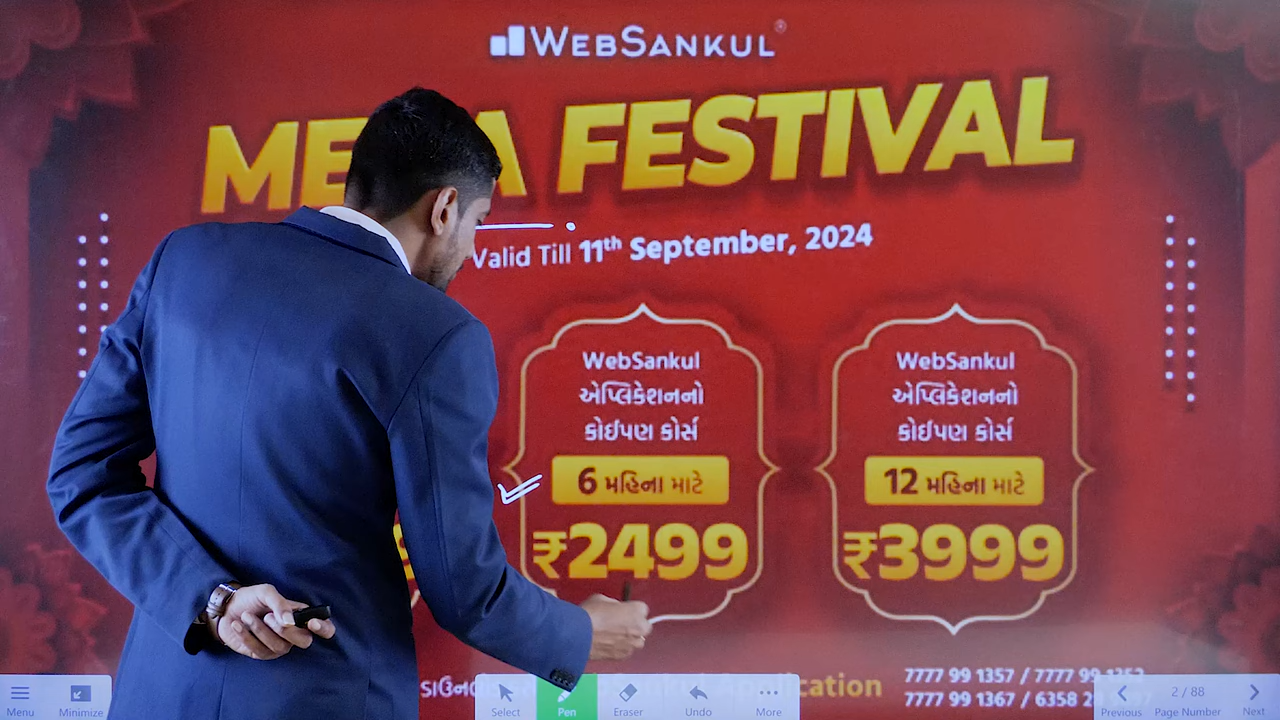 WEBSANKUL®
FESTIVAL
Valid Till 11th September, 2024
WebSankul
એપ્લિકેશનનો
કોઈપણ કોર્સ
6 મહિના માટે
₹2499
WebSankul
એપ્લિકેશનનો
કોઈપણ કોર્સ
12 મહિના માટે
₹3999
7777 99 1357 / 7777 99 1352
7777 99 1367 / 6358
Menu
Minimize
Select
Pen
Eraser
Undo
More
Previous
2 / 88
Page Number
Next